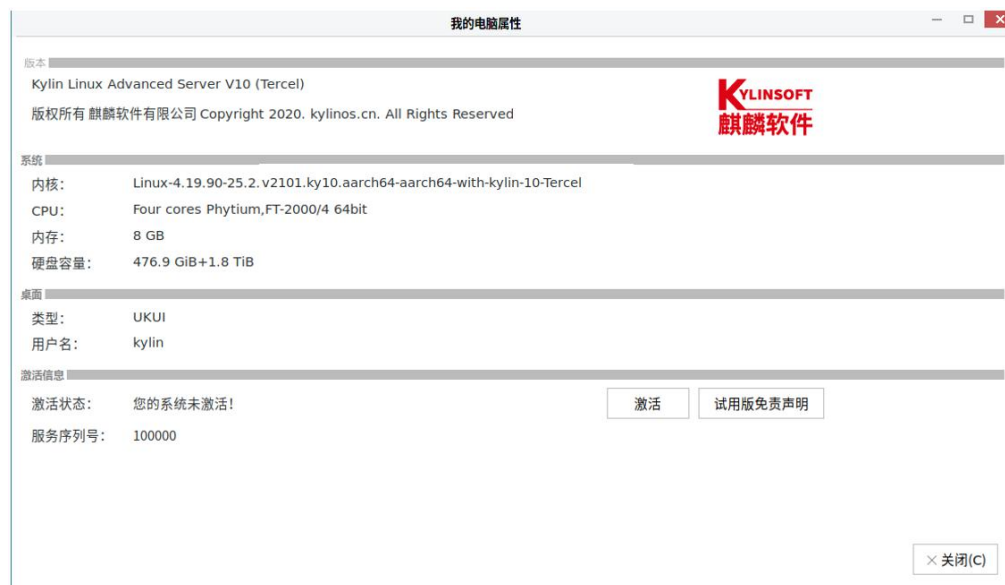 我的电脑属性
版本
Kylin Linux Advanced Server V10 (Tercel)
版权所有 麒麟软件有限公司 Copyright 2020. kylinos.cn. All Rights Reserved
KYLINSOFT
麒麟软件
系统
内核： Linux-4.19.90-25.2.v2101.ky10.aarch64-aarch64-with-kylin-10-Tercel
CPU： Four cores Phytium,FT-2000/4 64bit
内存： 8 GB
硬盘容量： 476.9 GiB+1.8 TiB
桌面
类型： UKUI
用户名： kylin
激活信息
激活状态： 您的系统未激活! 激活 试用版免责声明
服务序列号： 100000
关闭(C)